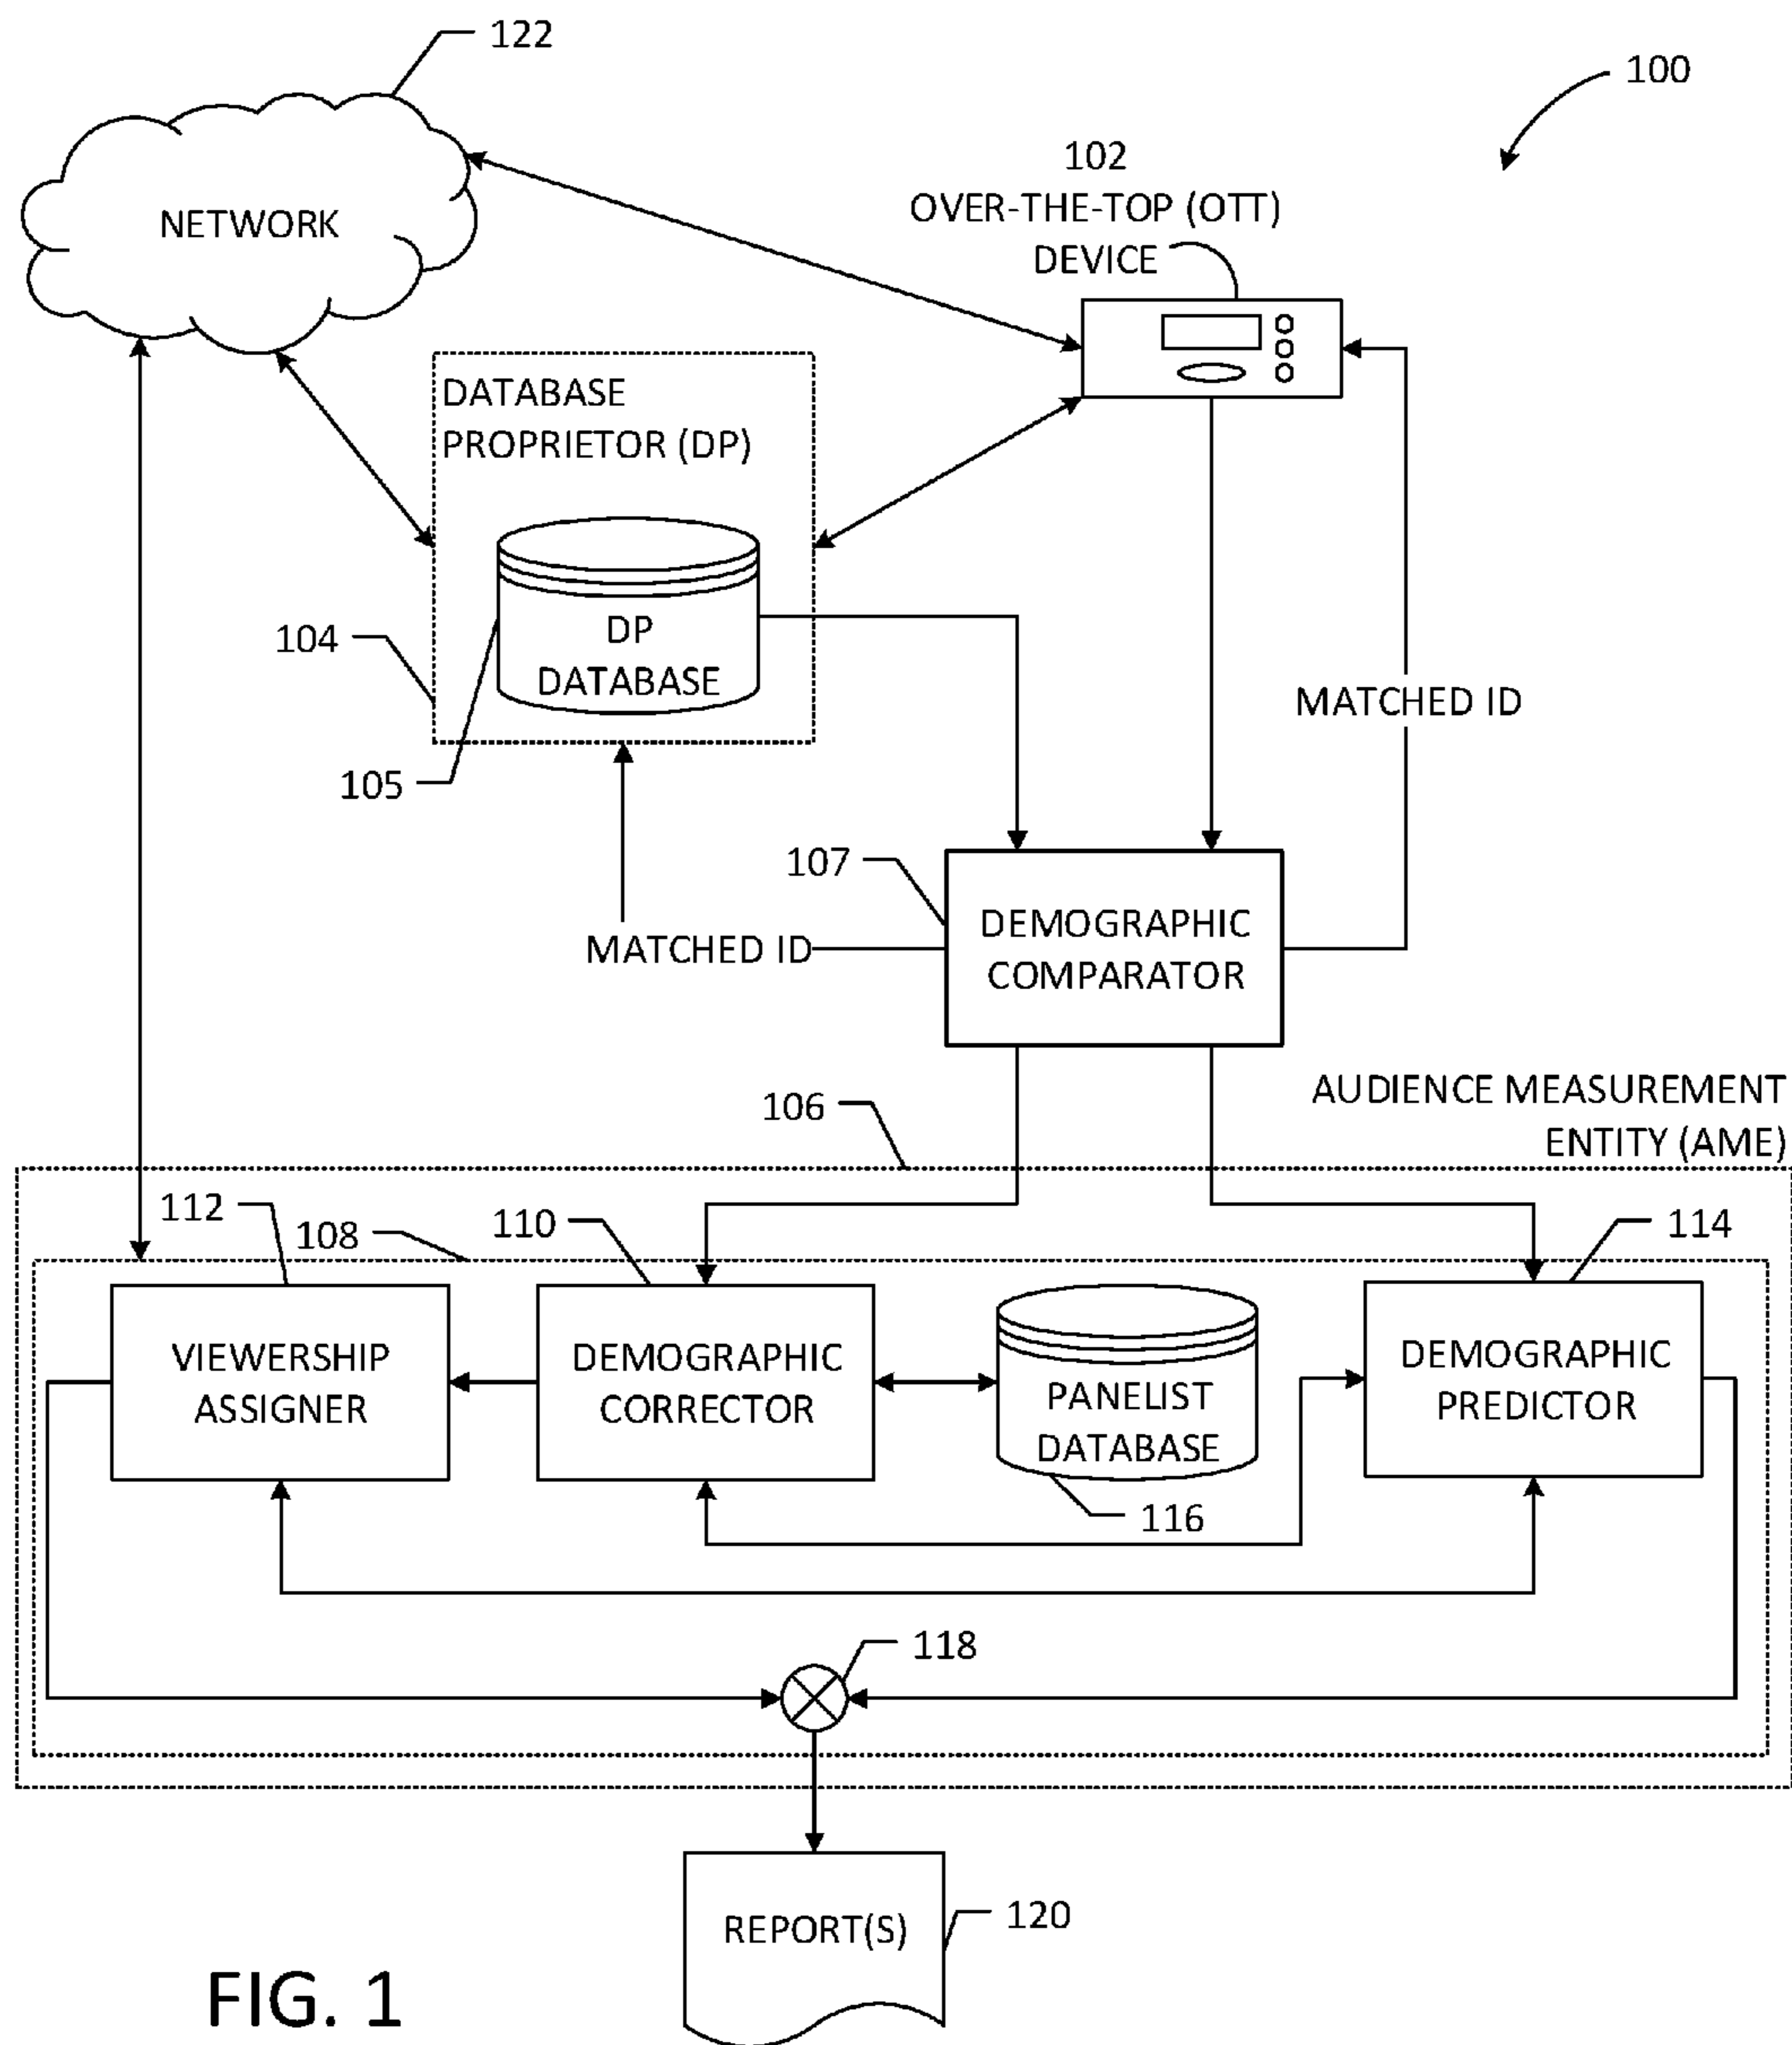 122
100
102
OVER-THE-TOP (OTT)
DEVICE
NETWORK
DATABASE
PROPRIETOR (DP)
104
DP
DATABASE
MATCHED ID
105
107
DEMOGRAPHIC
COMPARATOR
MATCHED ID
106
AUDIENCE MEASUREMENT
ENTITY (AME)
112
108
110
114
VIEWERSHIP
ASSIGNER
DEMOGRAPHIC
CORRECTOR
PANELIST
DATABASE
DEMOGRAPHIC
PREDICTOR
116
118
REPORT(S)
120
FIG. 1